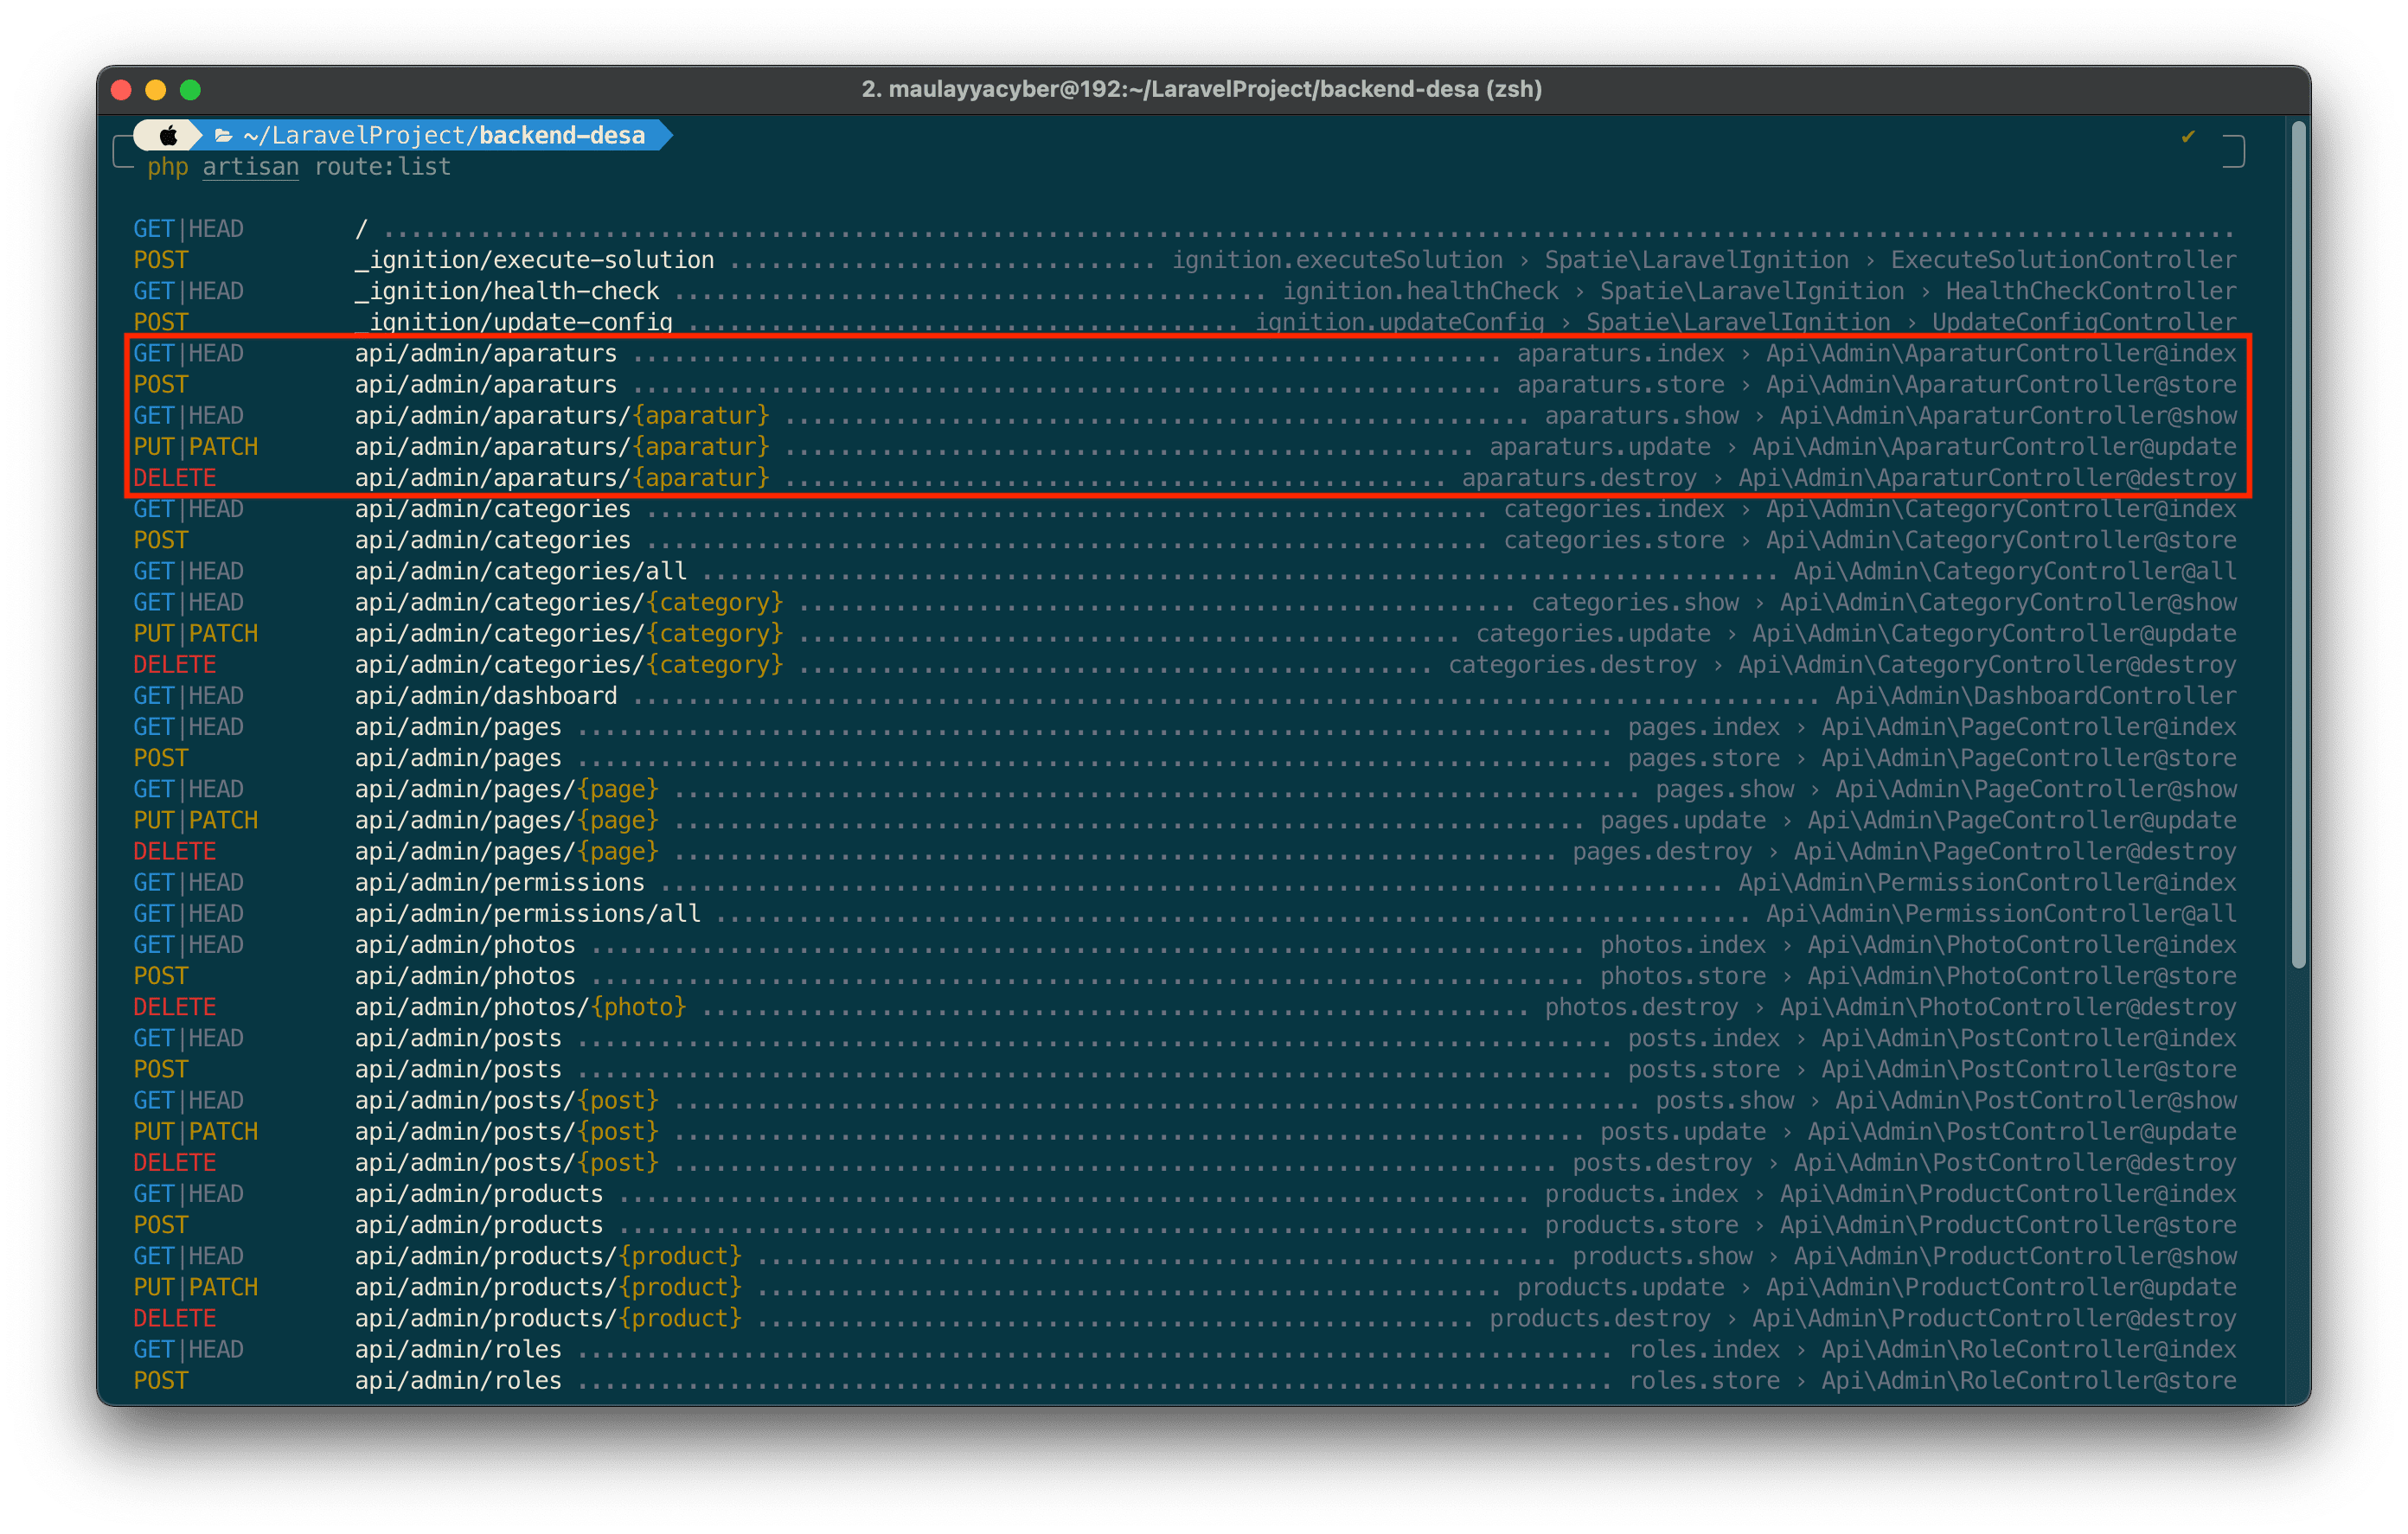 2. maulayyacyber@192:~/LaravelProject/backend-desa (zsh)
~/LaravelProject/backend-desa ✔
php artisan route:list
GET|HEAD / ........................................................................................................................................
POST _ignition/execute-solution ............................... ignition.executeSolution › Spatie\LaravelIgnition › ExecuteSolutionController
GET|HEAD _ignition/health-check ........................................... ignition.healthCheck › Spatie\LaravelIgnition › HealthCheckController
POST _ignition/update-config ........................................ ignition.updateConfig › Spatie\LaravelIgnition › UpdateConfigController
GET|HEAD api/admin/aparaturs ............................................................... aparaturs.index › Api\Admin\AparaturController@index
POST api/admin/aparaturs ............................................................... aparaturs.store › Api\Admin\AparaturController@store
GET|HEAD api/admin/aparaturs/{aparatur} ...................................................... aparaturs.show › Api\Admin\AparaturController@show
PUT|PATCH api/admin/aparaturs/{aparatur} .................................................. aparaturs.update › Api\Admin\AparaturController@update
DELETE api/admin/aparaturs/{aparatur} ................................................ aparaturs.destroy › Api\Admin\AparaturController@destroy
GET|HEAD api/admin/categories ............................................................. categories.index › Api\Admin\CategoryController@index
POST api/admin/categories ............................................................. categories.store › Api\Admin\CategoryController@store
GET|HEAD api/admin/categories/all .............................................................................. Api\Admin\CategoryController@all
GET|HEAD api/admin/categories/{category} .................................................... categories.show › Api\Admin\CategoryController@show
PUT|PATCH api/admin/categories/{category} ................................................ categories.update › Api\Admin\CategoryController@update
DELETE api/admin/categories/{category} .............................................. categories.destroy › Api\Admin\CategoryController@destroy
GET|HEAD api/admin/dashboard ...................................................................................... Api\Admin\DashboardController
GET|HEAD api/admin/pages ........................................................................... pages.index › Api\Admin\PageController@index
POST api/admin/pages ........................................................................... pages.store › Api\Admin\PageController@store
GET|HEAD api/admin/pages/{page} ...................................................................... pages.show › Api\Admin\PageController@show
PUT|PATCH api/admin/pages/{page} .................................................................. pages.update › Api\Admin\PageController@update
DELETE api/admin/pages/{page} ................................................................ pages.destroy › Api\Admin\PageController@destroy
GET|HEAD api/admin/permissions ............................................................................. Api\Admin\PermissionController@index
GET|HEAD api/admin/permissions/all ........................................................................... Api\Admin\PermissionController@all
GET|HEAD api/admin/photos ........................................................................ photos.index › Api\Admin\PhotoController@index
POST api/admin/photos ........................................................................ photos.store › Api\Admin\PhotoController@store
DELETE api/admin/photos/{photo} ............................................................ photos.destroy › Api\Admin\PhotoController@destroy
GET|HEAD api/admin/posts ........................................................................... posts.index › Api\Admin\PostController@index
POST api/admin/posts ........................................................................... posts.store › Api\Admin\PostController@store
GET|HEAD api/admin/posts/{post} ...................................................................... posts.show › Api\Admin\PostController@show
PUT|PATCH api/admin/posts/{post} .................................................................. posts.update › Api\Admin\PostController@update
DELETE api/admin/posts/{post} ................................................................ posts.destroy › Api\Admin\PostController@destroy
GET|HEAD api/admin/products .................................................................. products.index › Api\Admin\ProductController@index
POST api/admin/products .................................................................. products.store › Api\Admin\ProductController@store
GET|HEAD api/admin/products/{product} .......................................................... products.show › Api\Admin\ProductController@show
PUT|PATCH api/admin/products/{product} ...................................................... products.update › Api\Admin\ProductController@update
DELETE api/admin/products/{product} .................................................... products.destroy › Api\Admin\ProductController@destroy
GET|HEAD api/admin/roles ........................................................................... roles.index › Api\Admin\RoleController@index
POST api/admin/roles ........................................................................... roles.store › Api\Admin\RoleController@store